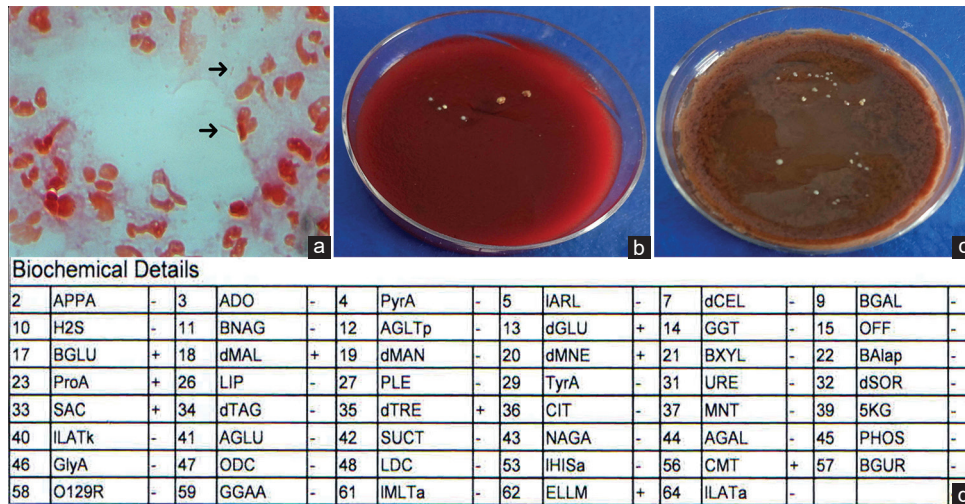 a
b
c
Biochemical Details
2 APPA - 3 ADO - 4 PyrA - 5 IARL - 7 dCEL - 9 BGAL -
10 H2S - 11 BNAG - 12 AGLTp - 13 dGLU + 14 GGT - 15 OFF -
17 BGLU + 18 dMAL + 19 dMAN - 20 dMNE + 21 BXYL - 22 BAlap -
23 ProA + 26 LIP - 27 PLE - 29 TyrA - 31 URE - 32 dSOR -
33 SAC + 34 dTAG - 35 dTRE + 36 CIT - 37 MNT - 39 5KG -
40 ILATk - 41 AGLU - 42 SUCT - 43 NAGA - 44 AGAL - 45 PHOS -
46 GlyA - 47 ODC - 48 LDC - 53 IHISa - 56 CMT + 57 BGUR -
58 O129R - 59 GGAA - 61 IMLTa - 62 ELLM + 64 ILATa -
d